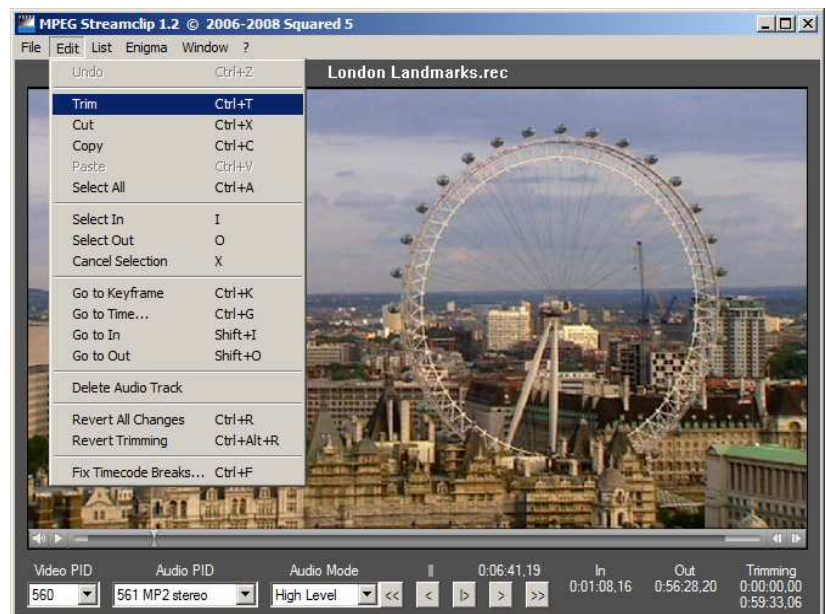 MPEG Streamclip 1.2 © 2006-2008 Squared 5
File Edit List Enigma Window ?
London Landmarks.rec
Undo Ctrl+Z
Trim Ctrl+T
Cut Ctrl+X
Copy Ctrl+C
Paste Ctrl+V
Select All Ctrl+A
Select In I
Select Out O
Cancel Selection X
Go to Keyframe Ctrl+K
Go to Time... Ctrl+G
Go to In Shift+I
Go to Out Shift+O
Delete Audio Track
Revert All Changes Ctrl+R
Revert Trimming Ctrl+Alt+R
Fix Timecode Breaks... Ctrl+F
Video PID Audio PID Audio Mode || 0:06:41,19 In Out Trimming
560 561 MP2 stereo High Level << < |> > >> 0:01:08,16 0:56:28,20 0:00:00,00
0:59:33,06